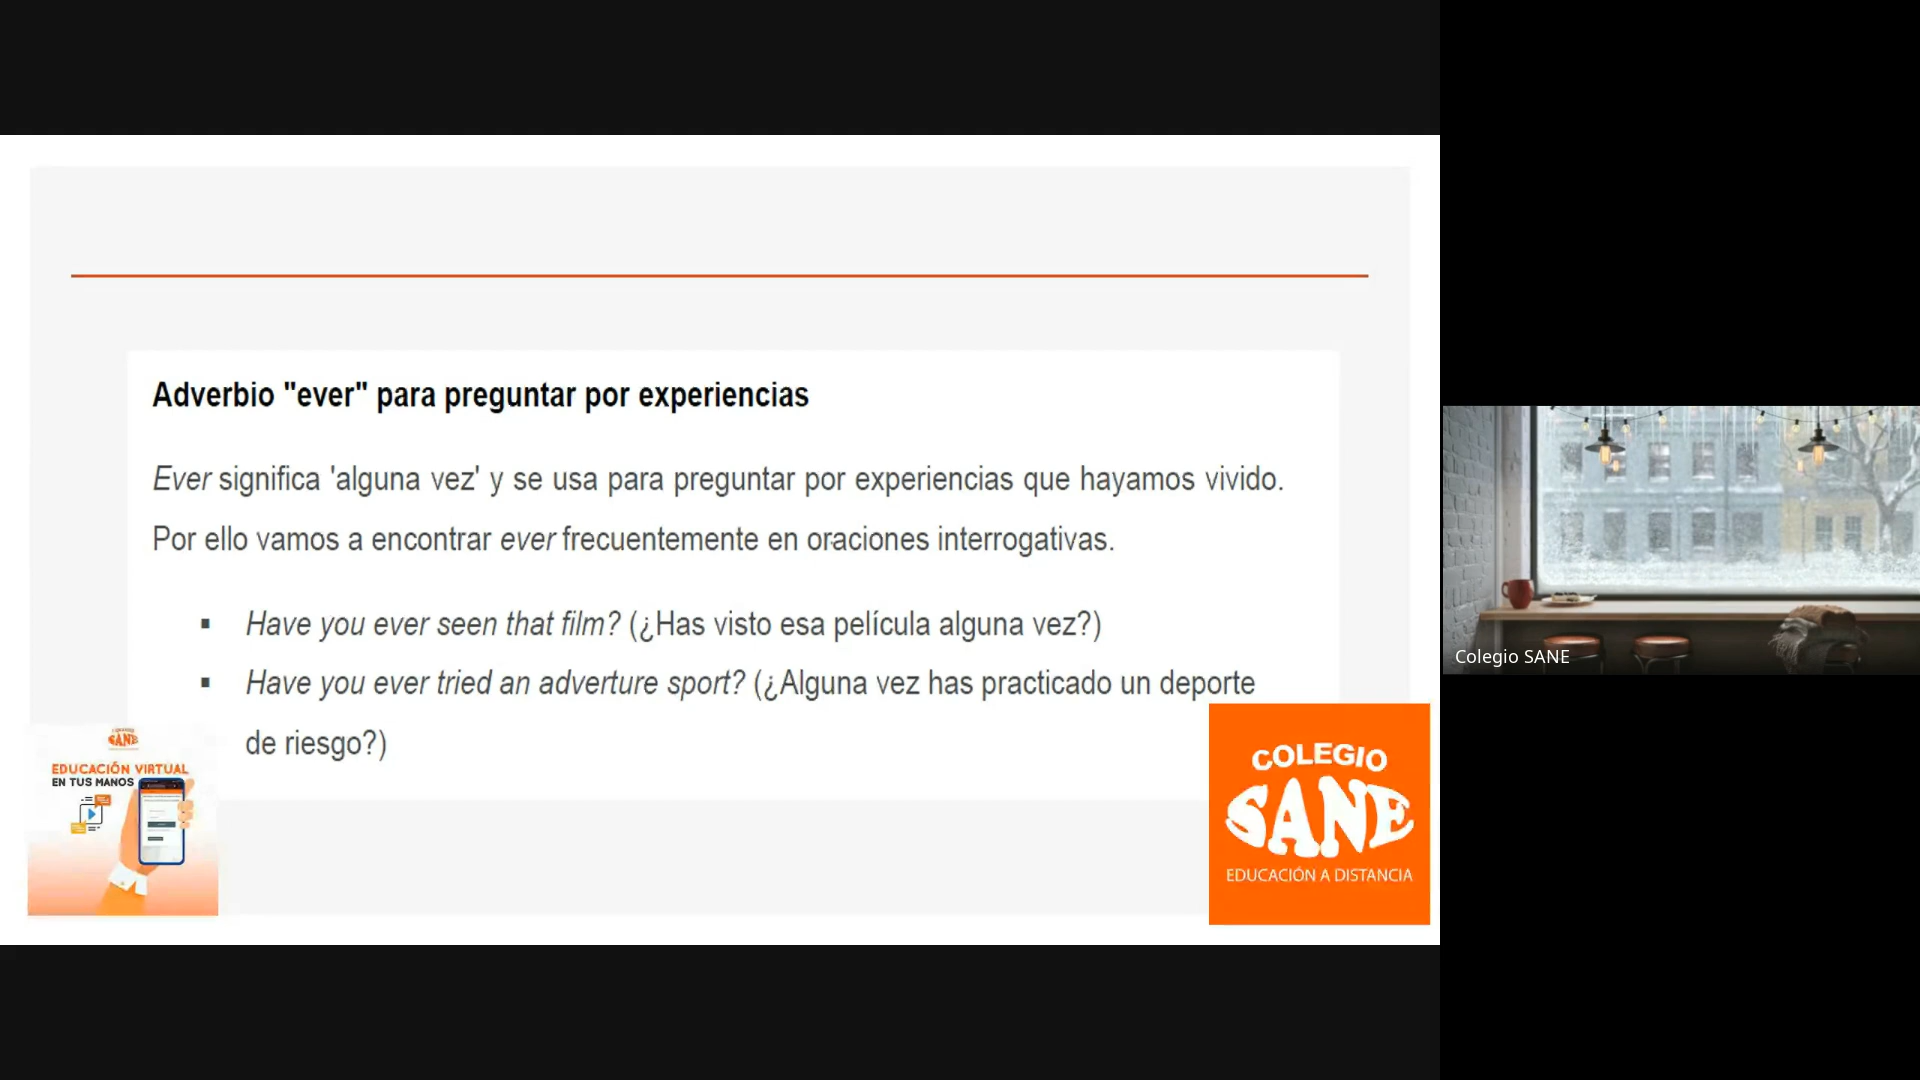 Adverbio "ever" para preguntar por experiencias
Ever significa 'alguna vez' y se usa para preguntar por experiencias que hayamos vivido.
Por ello vamos a encontrar ever frecuentemente en oraciones interrogativas.
▪ Have you ever seen that film? (¿Has visto esa película alguna vez?)
▪ Have you ever tried an adverture sport? (¿Alguna vez has practicado un deporte
de riesgo?)
SANE
EDUCACIÓN VIRTUAL
EN TUS MANOS
COLEGIO
SANE
EDUCACIÓN A DISTANCIA
Colegio SANE